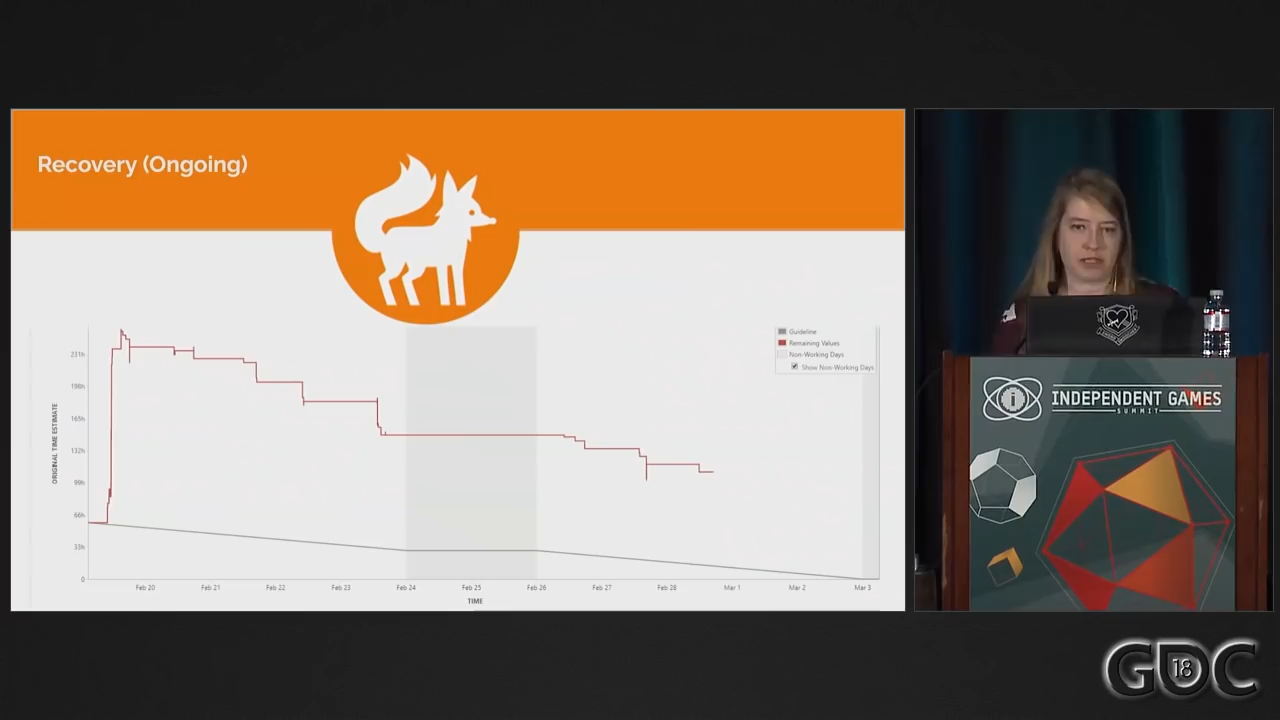 Recovery (Ongoing)
Guideline
Remaining Values
Non-Working Days
Show Non-Working Days
ORIGINAL TIME ESTIMATE
231h
198h
165h
132h
99h
66h
33h
0
Feb 20
Feb 21
Feb 22
Feb 23
Feb 24
Feb 25
Feb 26
Feb 27
Feb 28
Mar 1
Mar 2
Mar 3
TIME
i
INDEPENDENT GAMES
SUMMIT
GDC
18